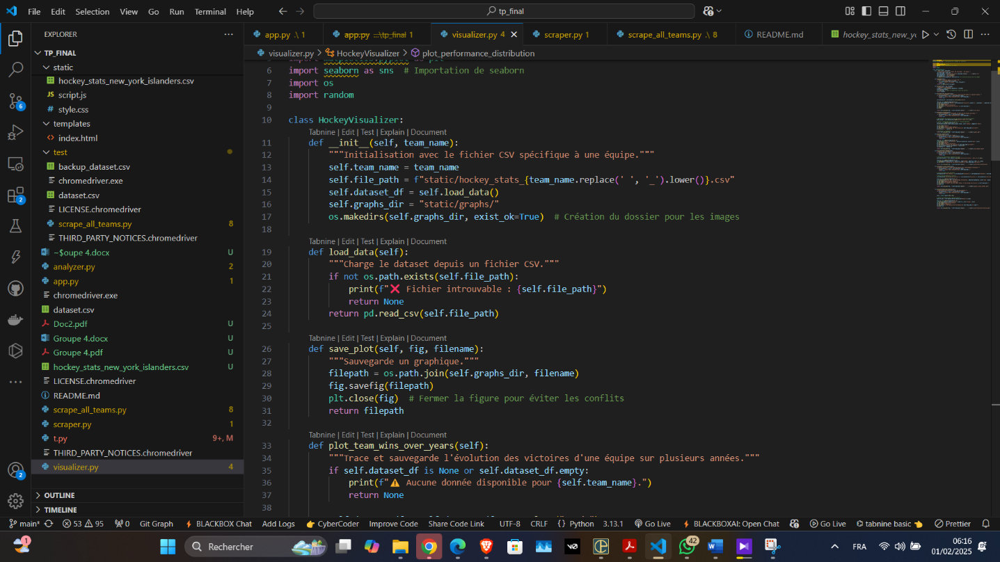 File Edit Selection View Go Run Terminal Help
tp_final
EXPLORER
app.py .\ 1
app.py ...\tp_final 1
visualizer.py 4
scraper.py 1
scrape_all_teams.py .\ 8
README.md
hockey_stats_new_yo
TP_FINAL
static
hockey_stats_new_york_islanders.csv
JS script.js
# style.css
templates
<> index.html
test
backup_dataset.csv
chromedriver.exe
dataset.csv
LICENSE.chromedriver
scrape_all_teams.py 8
THIRD_PARTY_NOTICES.chromedriver
~$oupe 4.docx U
analyzer.py 2
app.py 1
chromedriver.exe
dataset.csv
Doc2.pdf U
Groupe 4.docx U
Groupe 4.pdf U
hockey_stats_new_york_islanders.csv U
LICENSE.chromedriver
README.md
scrape_all_teams.py 8
scraper.py 1
t.py 9+, M
THIRD_PARTY_NOTICES.chromedriver
visualizer.py 4
OUTLINE
TIMELINE
6
2
2
visualizer.py > HockeyVisualizer > plot_performance_distribution
5 import matplotlib.pyplot as plt
6 import seaborn as sns # Importation de seaborn
7 import os
8 import random
9
10 class HockeyVisualizer:
Tabnine | Edit | Test | Explain | Document
11 def __init__(self, team_name):
12 """Initialisation avec le fichier CSV spécifique à une équipe."""
13 self.team_name = team_name
14 self.file_path = f"static/hockey_stats_{team_name.replace(' ', '_').lower()}.csv"
15 self.dataset_df = self.load_data()
16 self.graphs_dir = "static/graphs/"
17 os.makedirs(self.graphs_dir, exist_ok=True) # Création du dossier pour les images
18
Tabnine | Edit | Test | Explain | Document
19 def load_data(self):
20 """Charge le dataset depuis un fichier CSV."""
21 if not os.path.exists(self.file_path):
22 print(f"❌ Fichier introuvable : {self.file_path}")
23 return None
24 return pd.read_csv(self.file_path)
25
Tabnine | Edit | Test | Explain | Document
26 def save_plot(self, fig, filename):
27 """Sauvegarde un graphique."""
28 filepath = os.path.join(self.graphs_dir, filename)
29 fig.savefig(filepath)
30 plt.close(fig) # Fermer la figure pour éviter les conflits
31 return filepath
32
Tabnine | Edit | Test | Explain | Document
33 def plot_team_wins_over_years(self):
34 """Trace et sauvegarde l'évolution des victoires d'une équipe sur plusieurs années."""
35 if self.dataset_df is None or self.dataset_df.empty:
36 print(f"⚠️ Aucune donnée disponible pour {self.team_name}.")
37 return None
38
main* 53 95 0 Git Graph BLACKBOX Chat Add Logs 👉 CyberCoder Improve Code Share Code Link UTF-8 CRLF {} Python 3.13.1 Go Live BLACKBOXAI: Open Chat Go Live tabnine basic 👈 Prettier
1
Rechercher
VØ
42
FRA
06:16
01/02/2025